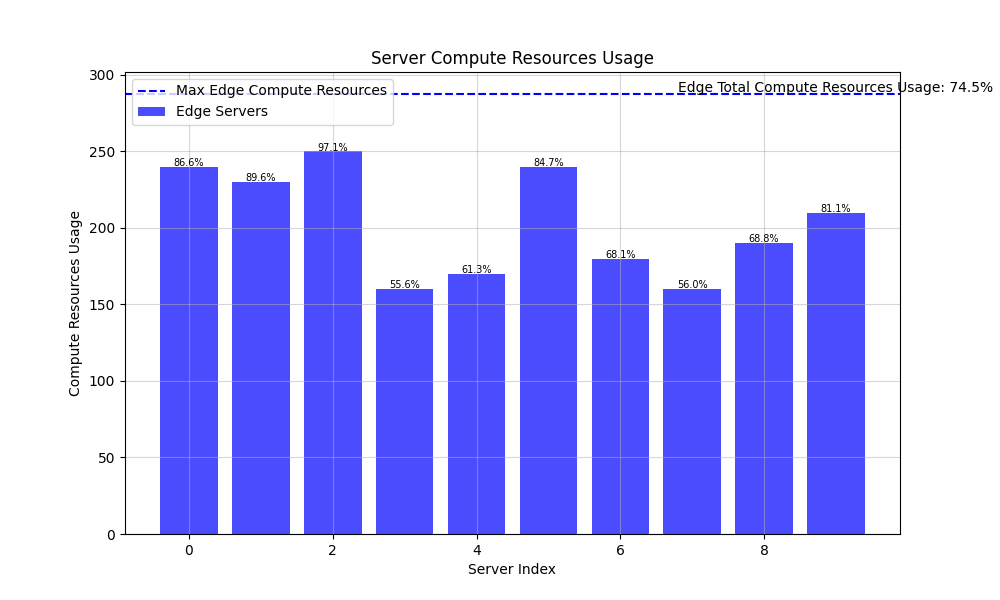 Server Compute Resources Usage
300
250
200
150
100
50
0
Compute Resources Usage
Max Edge Compute Resources
Edge Servers
Edge Total Compute Resources Usage: 74.5%
86.6%
89.6%
97.1%
55.6%
61.3%
84.7%
68.1%
56.0%
68.8%
81.1%
0 2 4 6 8
Server Index